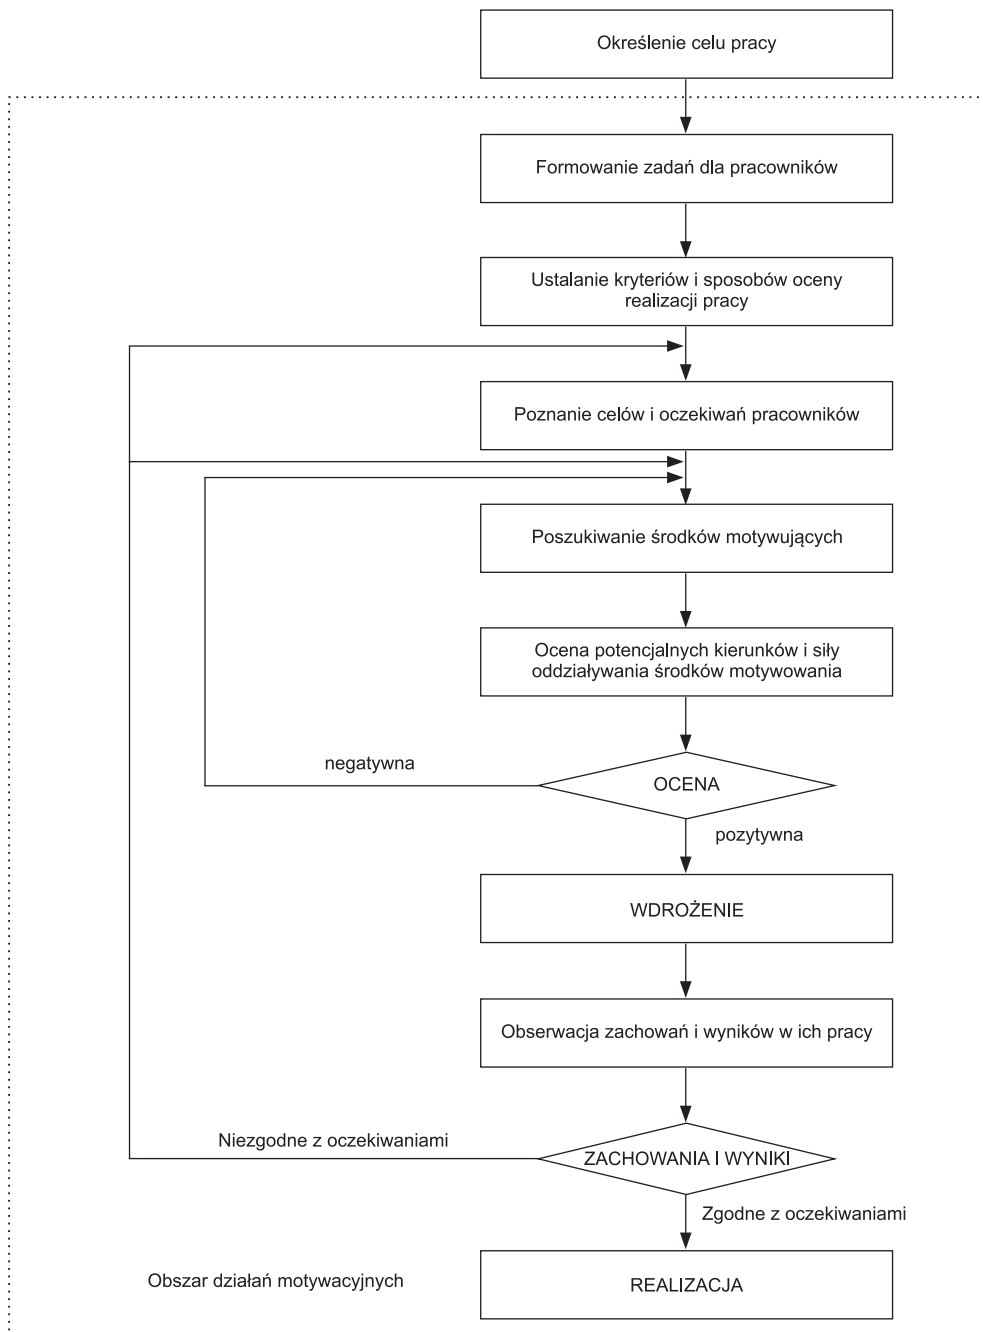 Określenie celu pracy
Formowanie zadań dla pracowników
Ustalanie kryteriów i sposobów oceny
realizacji pracy
Poznanie celów i oczekiwań pracowników
Poszukiwanie środków motywujących
Ocena potencjalnych kierunków i siły
oddziaływania środków motywowania
negatywna
OCENA
pozytywna
WDROŻENIE
Obserwacja zachowań i wyników w ich pracy
Niezgodne z oczekiwaniami
ZACHOWANIA I WYNIKI
Zgodne z oczekiwaniami
Obszar działań motywacyjnych
REALIZACJA